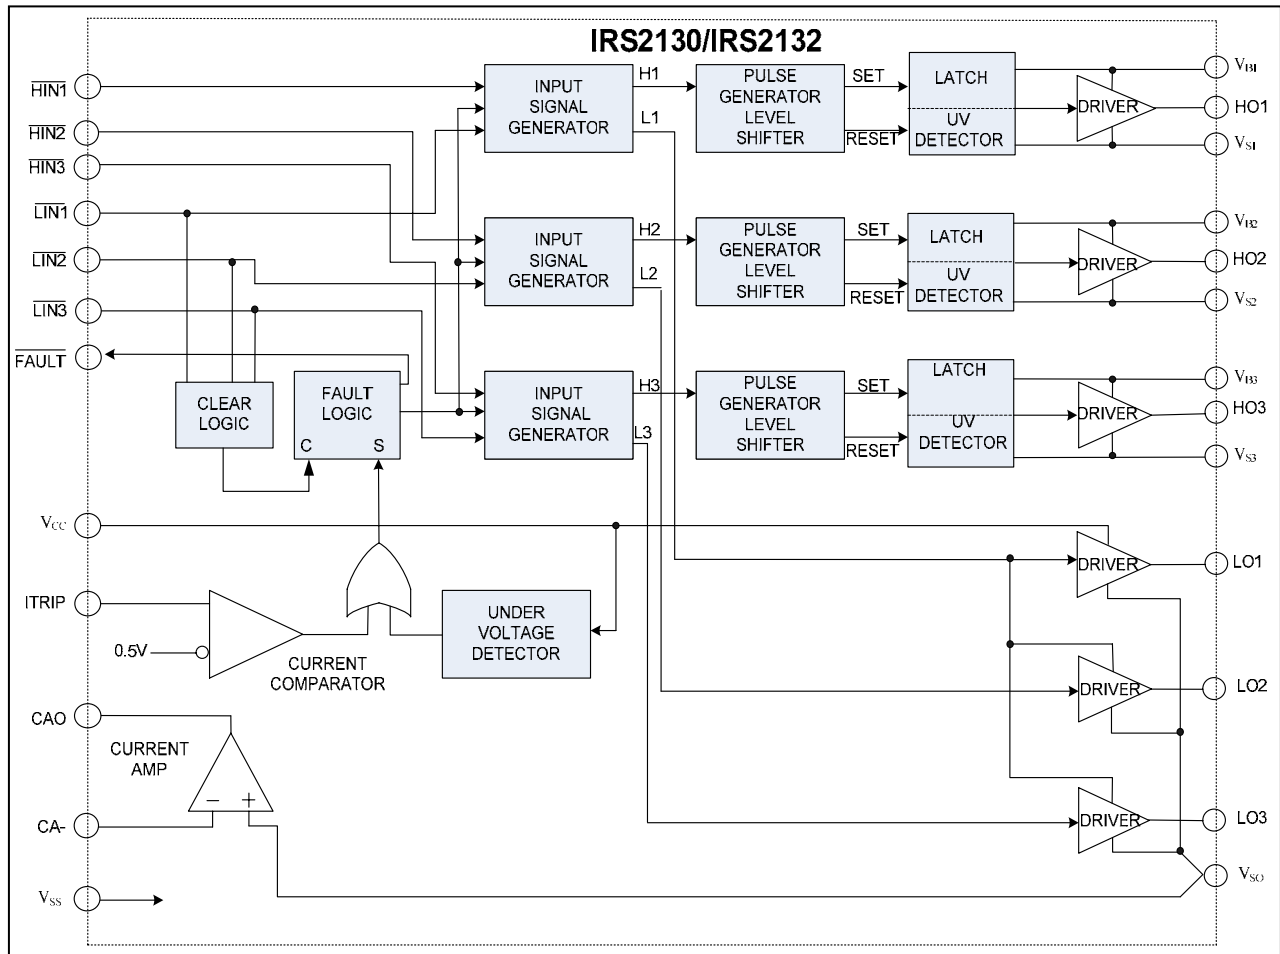 IRS2130/IRS2132
HIN1
HIN2
HIN3
LIN1
LIN2
LIN3
FAULT
VCC
ITRIP
0.5V
CAO
CA-
VSS
INPUT
SIGNAL
GENERATOR
H1
L1
PULSE
GENERATOR
LEVEL
SHIFTER
SET
RESET
LATCH
UV
DETECTOR
DRIVER
VB1
HO1
VS1
INPUT
SIGNAL
GENERATOR
H2
L2
PULSE
GENERATOR
LEVEL
SHIFTER
SET
RESET
LATCH
UV
DETECTOR
DRIVER
VB2
HO2
VS2
CLEAR
LOGIC
FAULT
LOGIC
C
S
INPUT
SIGNAL
GENERATOR
H3
L3
PULSE
GENERATOR
LEVEL
SHIFTER
SET
RESET
LATCH
UV
DETECTOR
DRIVER
VB3
HO3
VS3
CURRENT
COMPARATOR
UNDER
VOLTAGE
DETECTOR
DRIVER
LO1
DRIVER
LO2
CURRENT
AMP
−
+
DRIVER
LO3
VSO